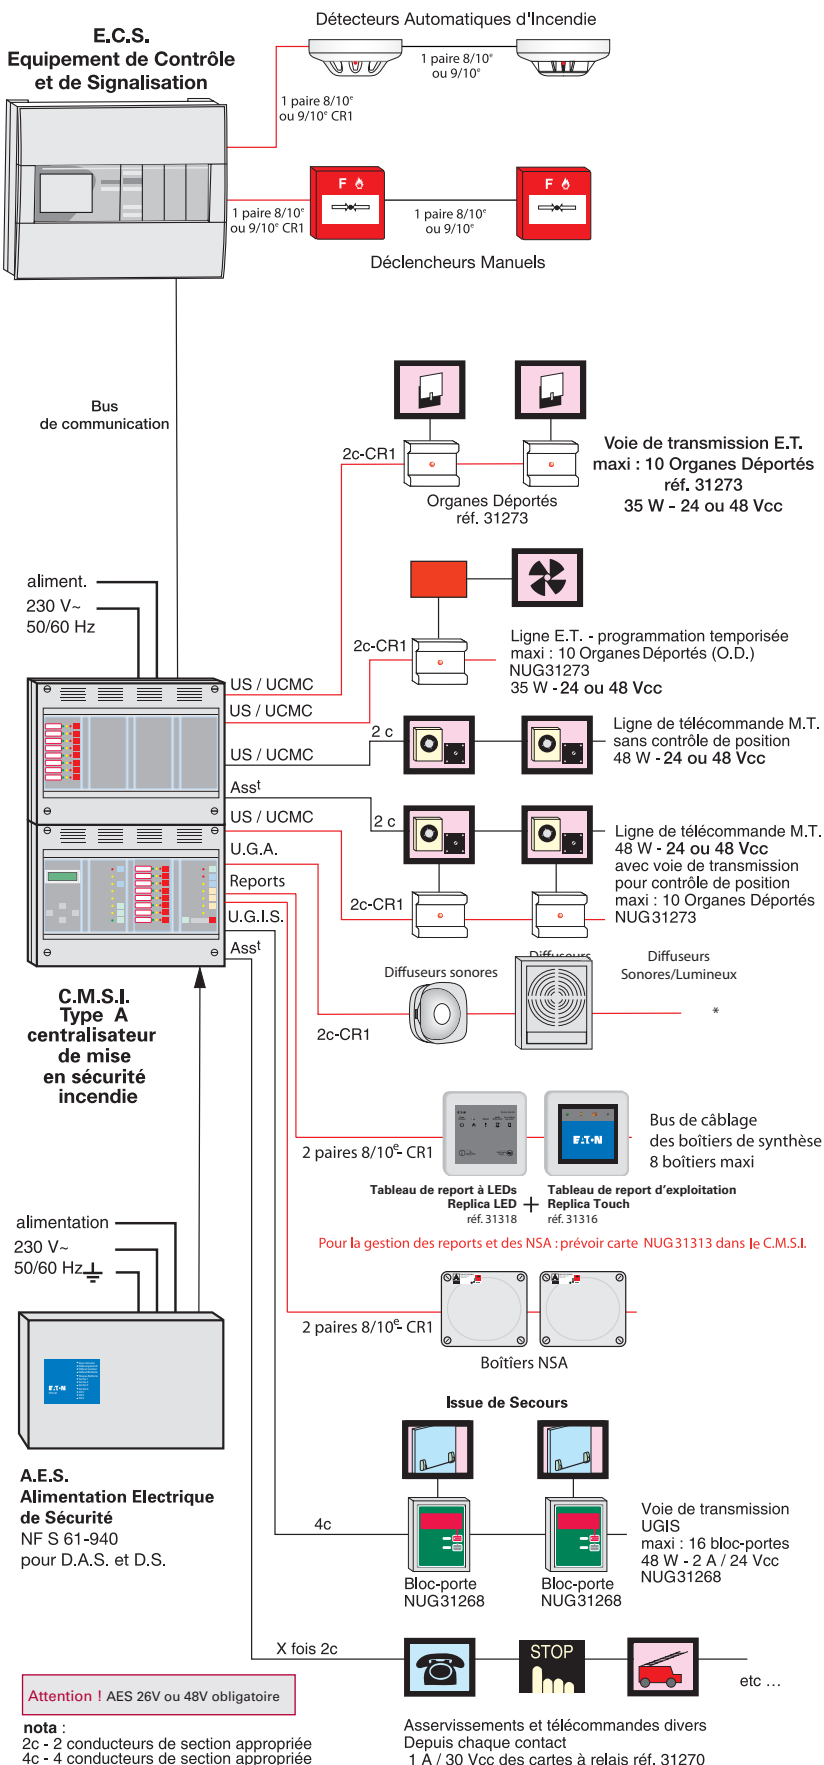 Détecteurs Automatiques d'Incendie
E.C.S.
Equipement de Contrôle
et de Signalisation
1 paire 8/10e
ou 9/10e
1 paire 8/10e
ou 9/10e CR1
F
F
1 paire 8/10e
ou 9/10e CR1
1 paire 8/10e
ou 9/10e
Déclencheurs Manuels
Bus
de communication
2c-CR1
Voie de transmission E.T.
maxi : 10 Organes Déportés
réf. 31273
35 W - 24 ou 48 Vcc
Organes Déportés
réf. 31273
aliment.
230 V~
50/60 Hz
2c-CR1
Ligne E.T. - programmation temporisée
maxi : 10 Organes Déportés (O.D.)
NUG31273
35 W - 24 ou 48 Vcc
US / UCMC
US / UCMC
2 c
Ligne de télécommande M.T.
sans contrôle de position
48 W - 24 ou 48 Vcc
US / UCMC
Asst
US / UCMC
2 c
Ligne de télécommande M.T.
48 W - 24 ou 48 Vcc
avec voie de transmission
pour contrôle de position
maxi : 10 Organes Déportés
NUG31273
U.G.A.
Reports
2c-CR1
U.G.I.S.
Asst
Diffuseurs sonores
Diffuseurs
Diffuseurs
Sonores/Lumineux
*
2c-CR1
C.M.S.I.
Type A
centralisateur
de mise
en sécurité
incendie
2 paires 8/10e- CR1
EATON
Bus de câblage
des boîtiers de synthèse
8 boîtiers maxi
Tableau de report à LEDs
Replica LED
réf. 31318
+
Tableau de report d'exploitation
Replica Touch
réf. 31316
Pour la gestion des reports et des NSA : prévoir carte NUG31313 dans le C.M.S.I.
alimentation
230 V~
50/60 Hz
2 paires 8/10e- CR1
Boîtiers NSA
EATON
Issue de Secours
A.E.S.
Alimentation Electrique
de Sécurité
NF S 61-940
pour D.A.S. et D.S.
4c
Voie de transmission
UGIS
maxi : 16 bloc-portes
48 W - 2 A / 24 Vcc
NUG31268
Bloc-porte
NUG31268
Bloc-porte
NUG31268
X fois 2c
STOP
etc ...
Attention ! AES 26V ou 48V obligatoire
nota :
2c - 2 conducteurs de section appropriée
4c - 4 conducteurs de section appropriée
Asservissements et télécommandes divers
Depuis chaque contact
1 A / 30 Vcc des cartes à relais réf. 31270